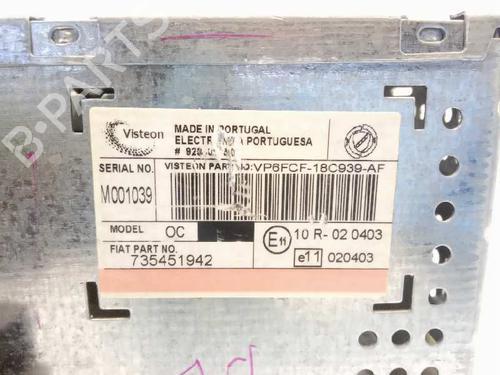 B-PARTS
Visteon
MADE IN PORTUGAL
PORTUGUESA
SERIAL NO.
VISTEON PART NO:VP6FCF-18C939-AF
M001039
MODEL OC
E11 10 R- 02 0403
FIAT PART NO.
735451942
e11 020403